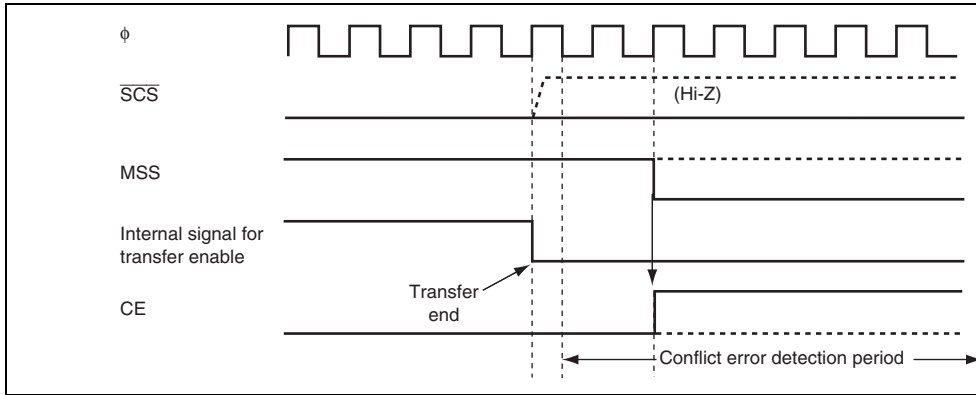 ϕ
SCS
(Hi-Z)
MSS
Internal signal for
transfer enable
Transfer
end
CE
Conflict error detection period